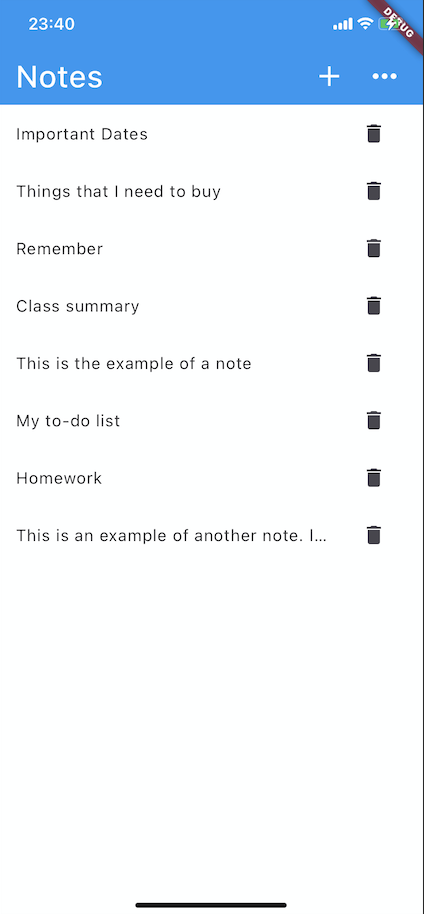 23:40
DEBUG
Notes
Important Dates
Things that I need to buy
Remember
Class summary
This is the example of a note
My to-do list
Homework
This is an example of another note. I...